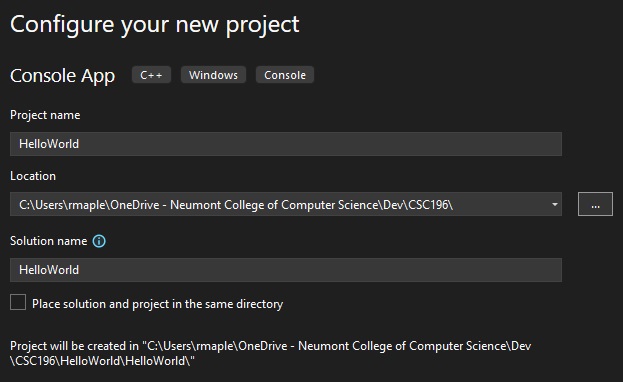 Configure your new project
Console App C++ Windows Console
Project name
HelloWorld
Location
C:\Users\rmaple\OneDrive - Neumont College of Computer Science\Dev\CSC196\
...
Solution name
HelloWorld
Place solution and project in the same directory
Project will be created in "C:\Users\rmaple\OneDrive - Neumont College of Computer Science\Dev
\CSC196\HelloWorld\HelloWorld\"